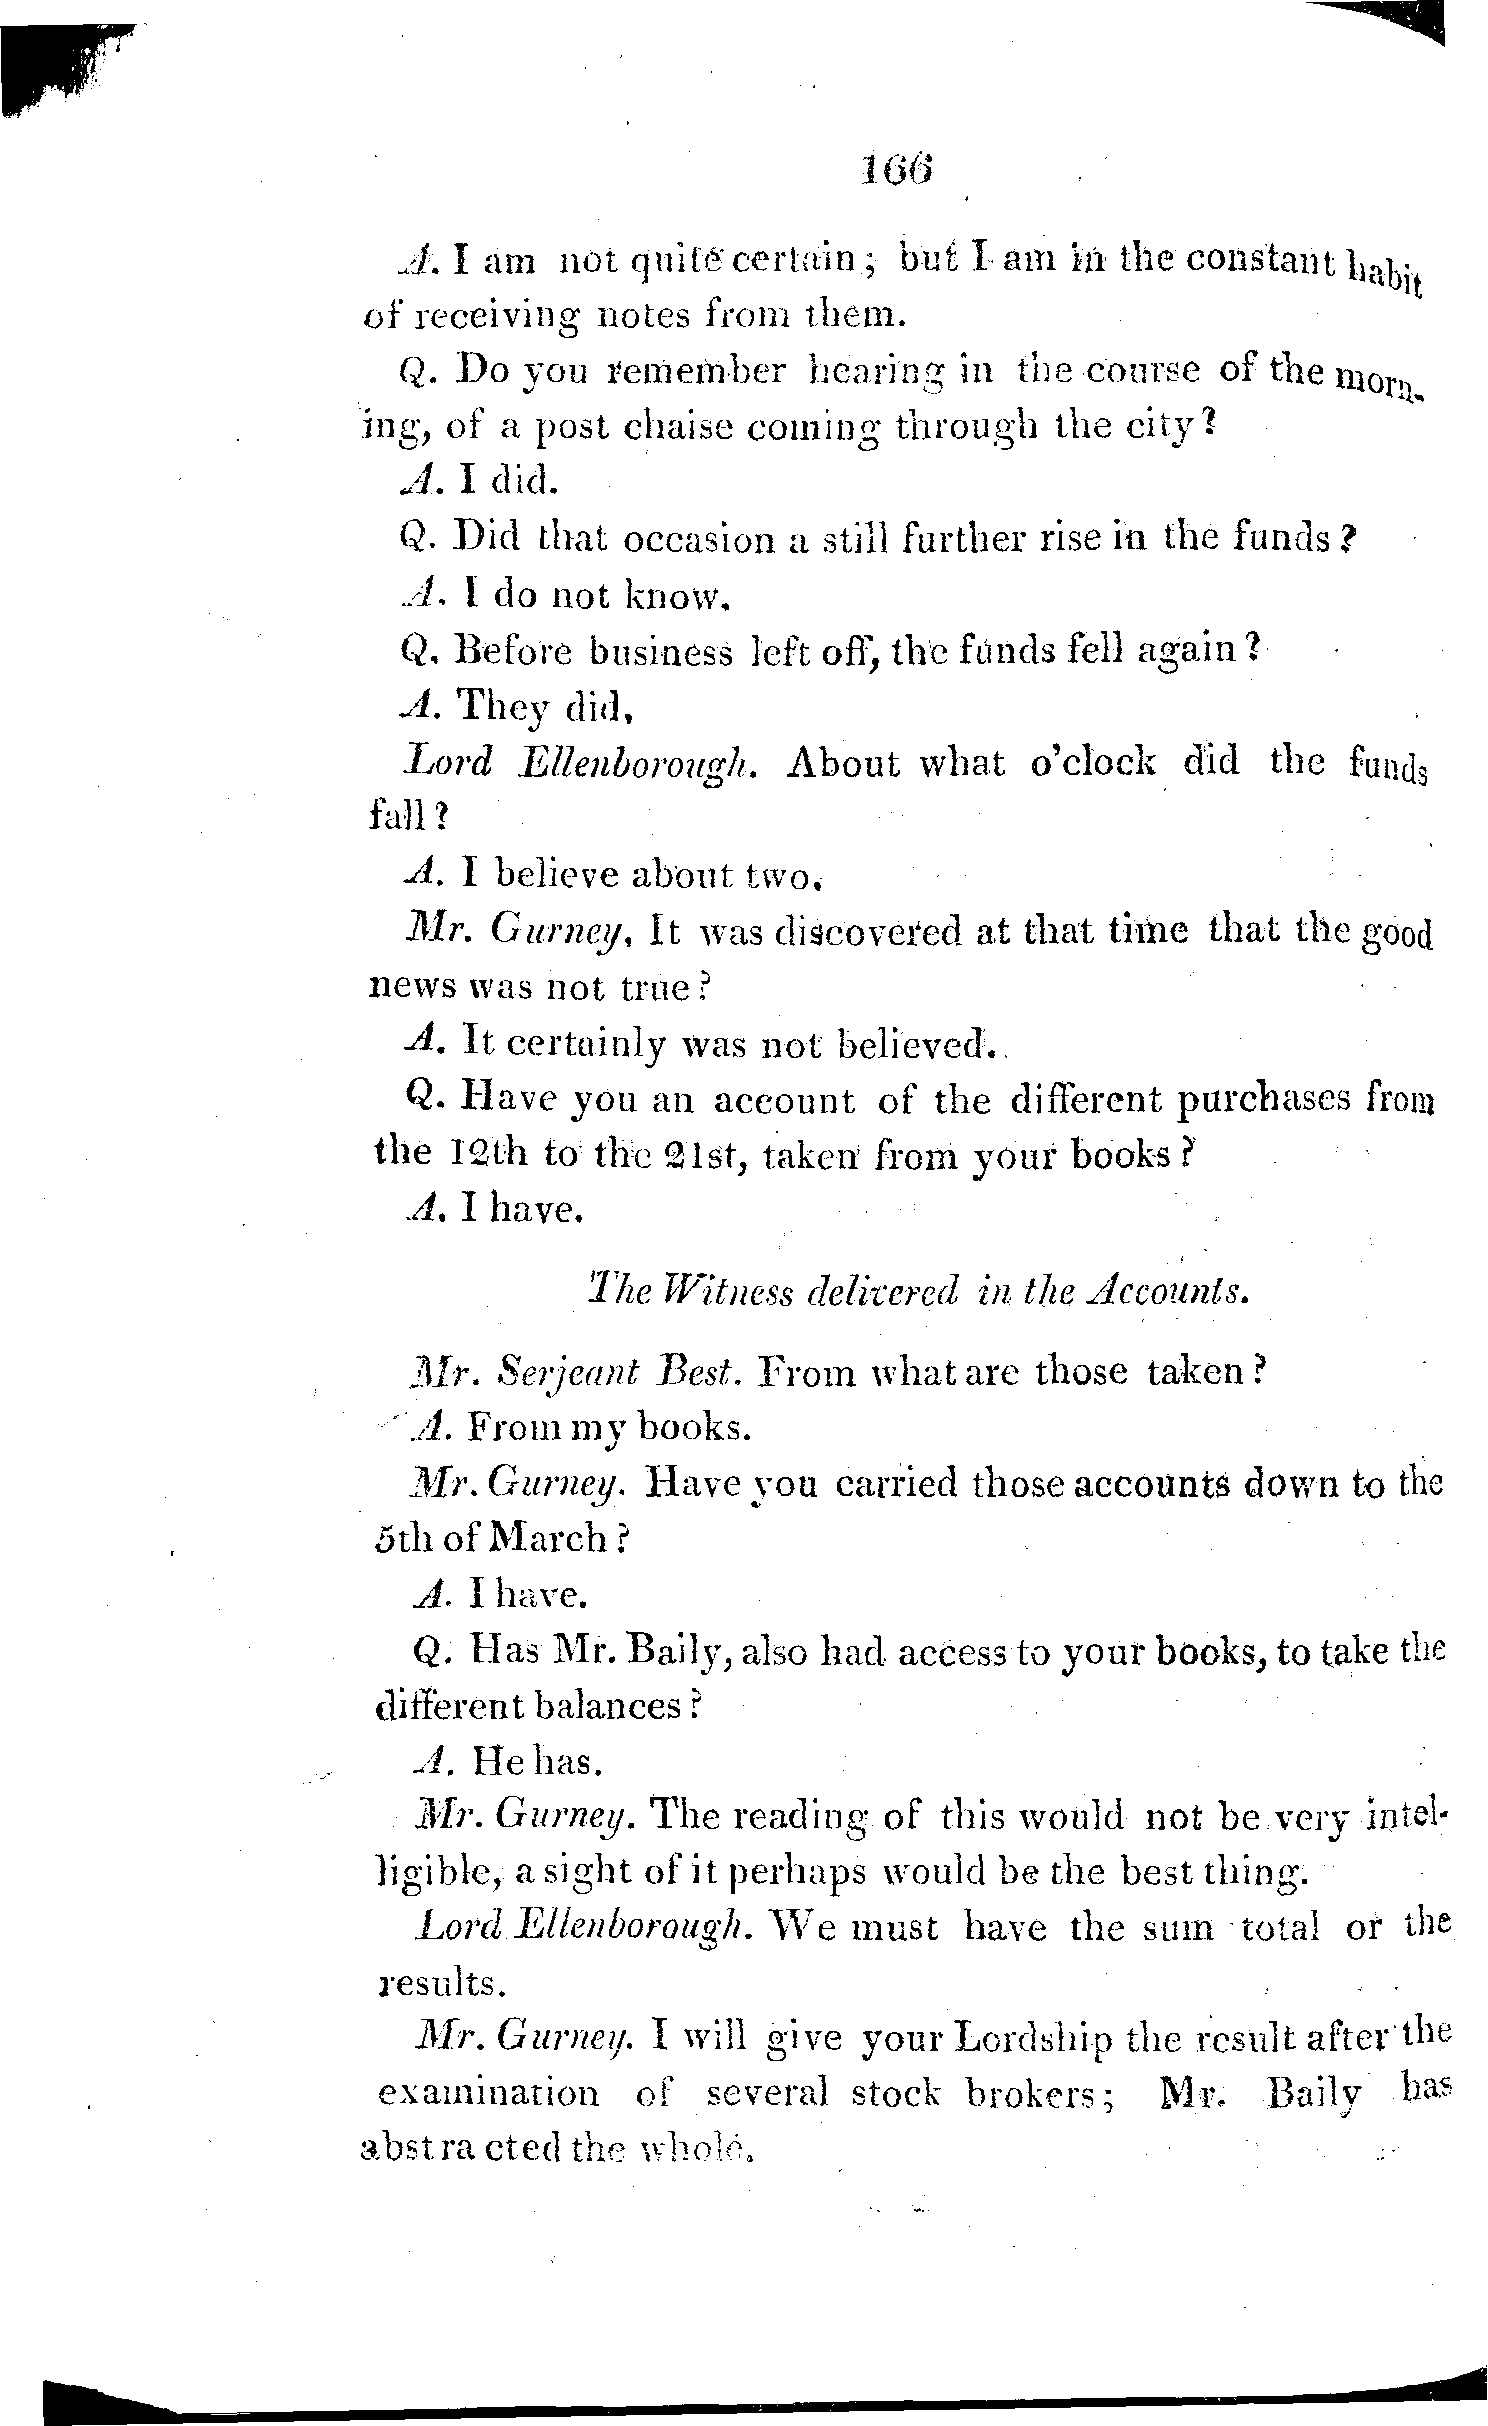 166
A. I am not quite certain; but I am in the constant habit
of receiving notes from them.
Q. Do you remember hearing in the course of the morn-
ing, of a post chaise coming through the city?
A. I did.
Q. Did that occasion a still further rise in the funds?
A. I do not know.
Q. Before business left off, the funds fell again?
A. They did.
Lord Ellenborough. About what o'clock did the funds
fall?
A. I believe about two.
Mr. Gurney. It was discovered at that time that the good
news was not true?
A. It certainly was not believed.
Q. Have you an account of the different purchases from
the 12th to the 21st, taken from your books?
A. I have.
The Witness delivered in the Accounts.
Mr. Serjeant Best. From what are those taken?
A. From my books.
Mr. Gurney. Have you carried those accounts down to the
5th of March?
A. I have.
Q. Has Mr. Baily, also had access to your books, to take the
different balances?
A. He has.
Mr. Gurney. The reading of this would not be very intel-
ligible, a sight of it perhaps would be the best thing.
Lord Ellenborough. We must have the sum total or the
results.
Mr. Gurney. I will give your Lordship the result after the
examination of several stock brokers; Mr. Baily has
abstracted the whole.